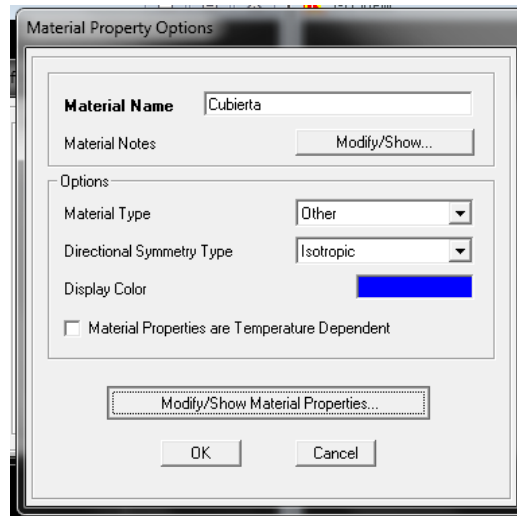 Material Property Options
Material Name Cubierta
Material Notes Modify/Show...
Options
Material Type Other
Directional Symmetry Type Isotropic
Display Color
Material Properties are Temperature Dependent
Modify/Show Material Properties...
OK Cancel